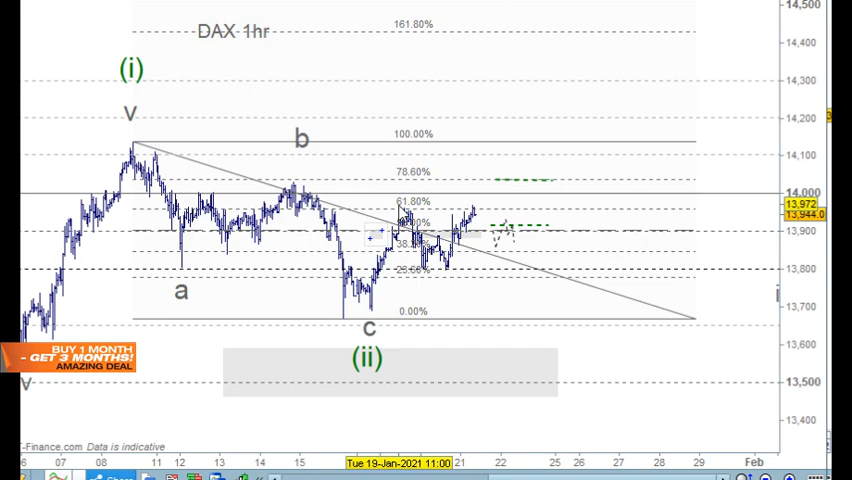 14,500
161.80%
DAX 1hr
14,400
(i)
14,300
v
14,200
b
100.00%
14,100
78.60%
14,000
61.80%
13,972
13,944.0
13,900
38.20%
13,800
23.60%
a
i
13,700
0.00%
c
BUY 1 MONTH
- GET 3 MONTHS!
AMAZING DEAL
(ii)
13,600
v
13,500
13,400
-Finance.com Data is indicative
6 07 08 11 12 13 14 15 Tue 19-Jan-2021 11:00 21 22 25 26 27 28 29 Feb
Share